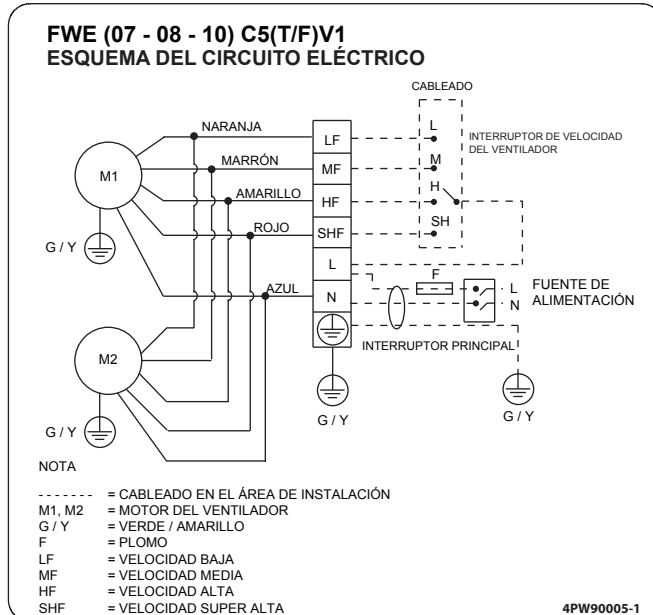 FWE (07 - 08 - 10) C5(T/F)V1
ESQUEMA DEL CIRCUITO ELÉCTRICO
CABLEADO
NARANJA
MARRÓN
AMARILLO
ROJO
AZUL
M1
G / Y
M2
G / Y
LF
MF
HF
SHF
L
N
G / Y
L
M
H
SH
INTERRUPTOR DE VELOCIDAD
DEL VENTILADOR
F
L
N
FUENTE DE
ALIMENTACIÓN
INTERRUPTOR PRINCIPAL
G / Y
NOTA
- - - - - - - = CABLEADO EN EL ÁREA DE INSTALACIÓN
M1, M2 = MOTOR DEL VENTILADOR
G / Y = VERDE / AMARILLO
F = PLOMO
LF = VELOCIDAD BAJA
MF = VELOCIDAD MEDIA
HF = VELOCIDAD ALTA
SHF = VELOCIDAD SUPER ALTA
4PW90005-1